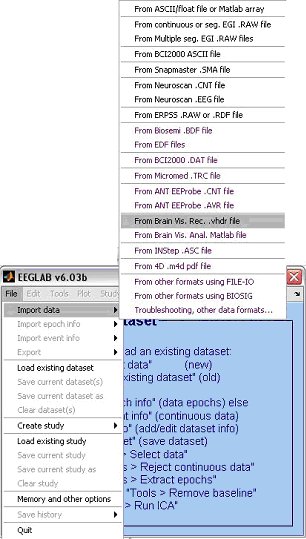 From ASCII/float file or Matlab array
From continuous or seg. EGI .RAW file
From Multiple seg. EGI .RAW files
From BCI2000 ASCII file
From Snapmaster .SMA file
From Neuroscan .CNT file
From Neuroscan .EEG file
From ERPSS .RAW or .RDF file
From Biosemi .BDF file
From EDF files
From BCI2000 .DAT file
From Micromed .TRC file
From ANT EEProbe .CNT file
From ANT EEProbe .AVR file
From Brain Vis. Rec. .vhdr file
From Brain Vis. Anal. Matlab file
From INStep .ASC file
From 4D .m4d pdf file
From other formats using FILE-IO
From other formats using BIOSIG
Troubleshooting, other data formats...
EEGLAB v6.03b
File Edit Tools Plot Study
Import data
Import epoch info
Import event info
Export
Load existing dataset
Save current dataset(s)
Save current dataset as
Clear dataset(s)
Create study
Load existing study
Save current study
Save current study as
Clear study
Memory and other options
Save history
Quit
ataset
ad an existing dataset:
t data" (new)
existing dataset" (old)
ch info" (data epochs) else
nt info" (continuous data)
o" (add/edit dataset info)
set" (save dataset)
> Select data"
s > Reject continuous data"
s > Extract epochs"
"Tools > Remove baseline"
> Run ICA"